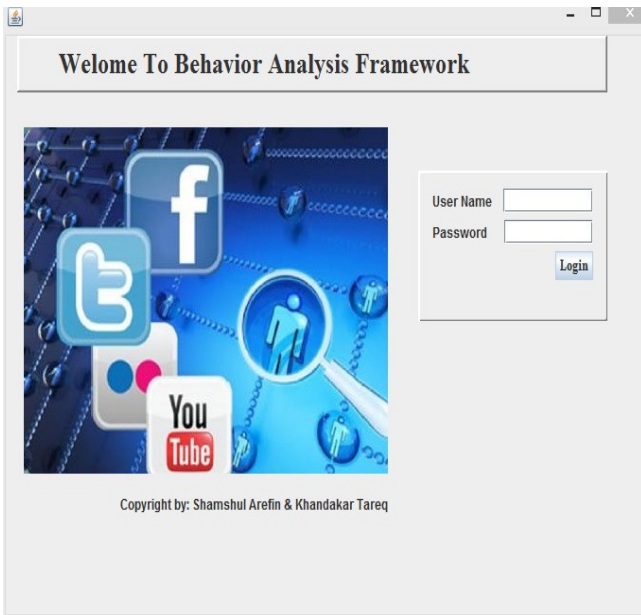 Welome To Behavior Analysis Framework
f
t
You
Tube
User Name
Password
Login
Copyright by: Shamshul Arefin & Khandakar Tareq